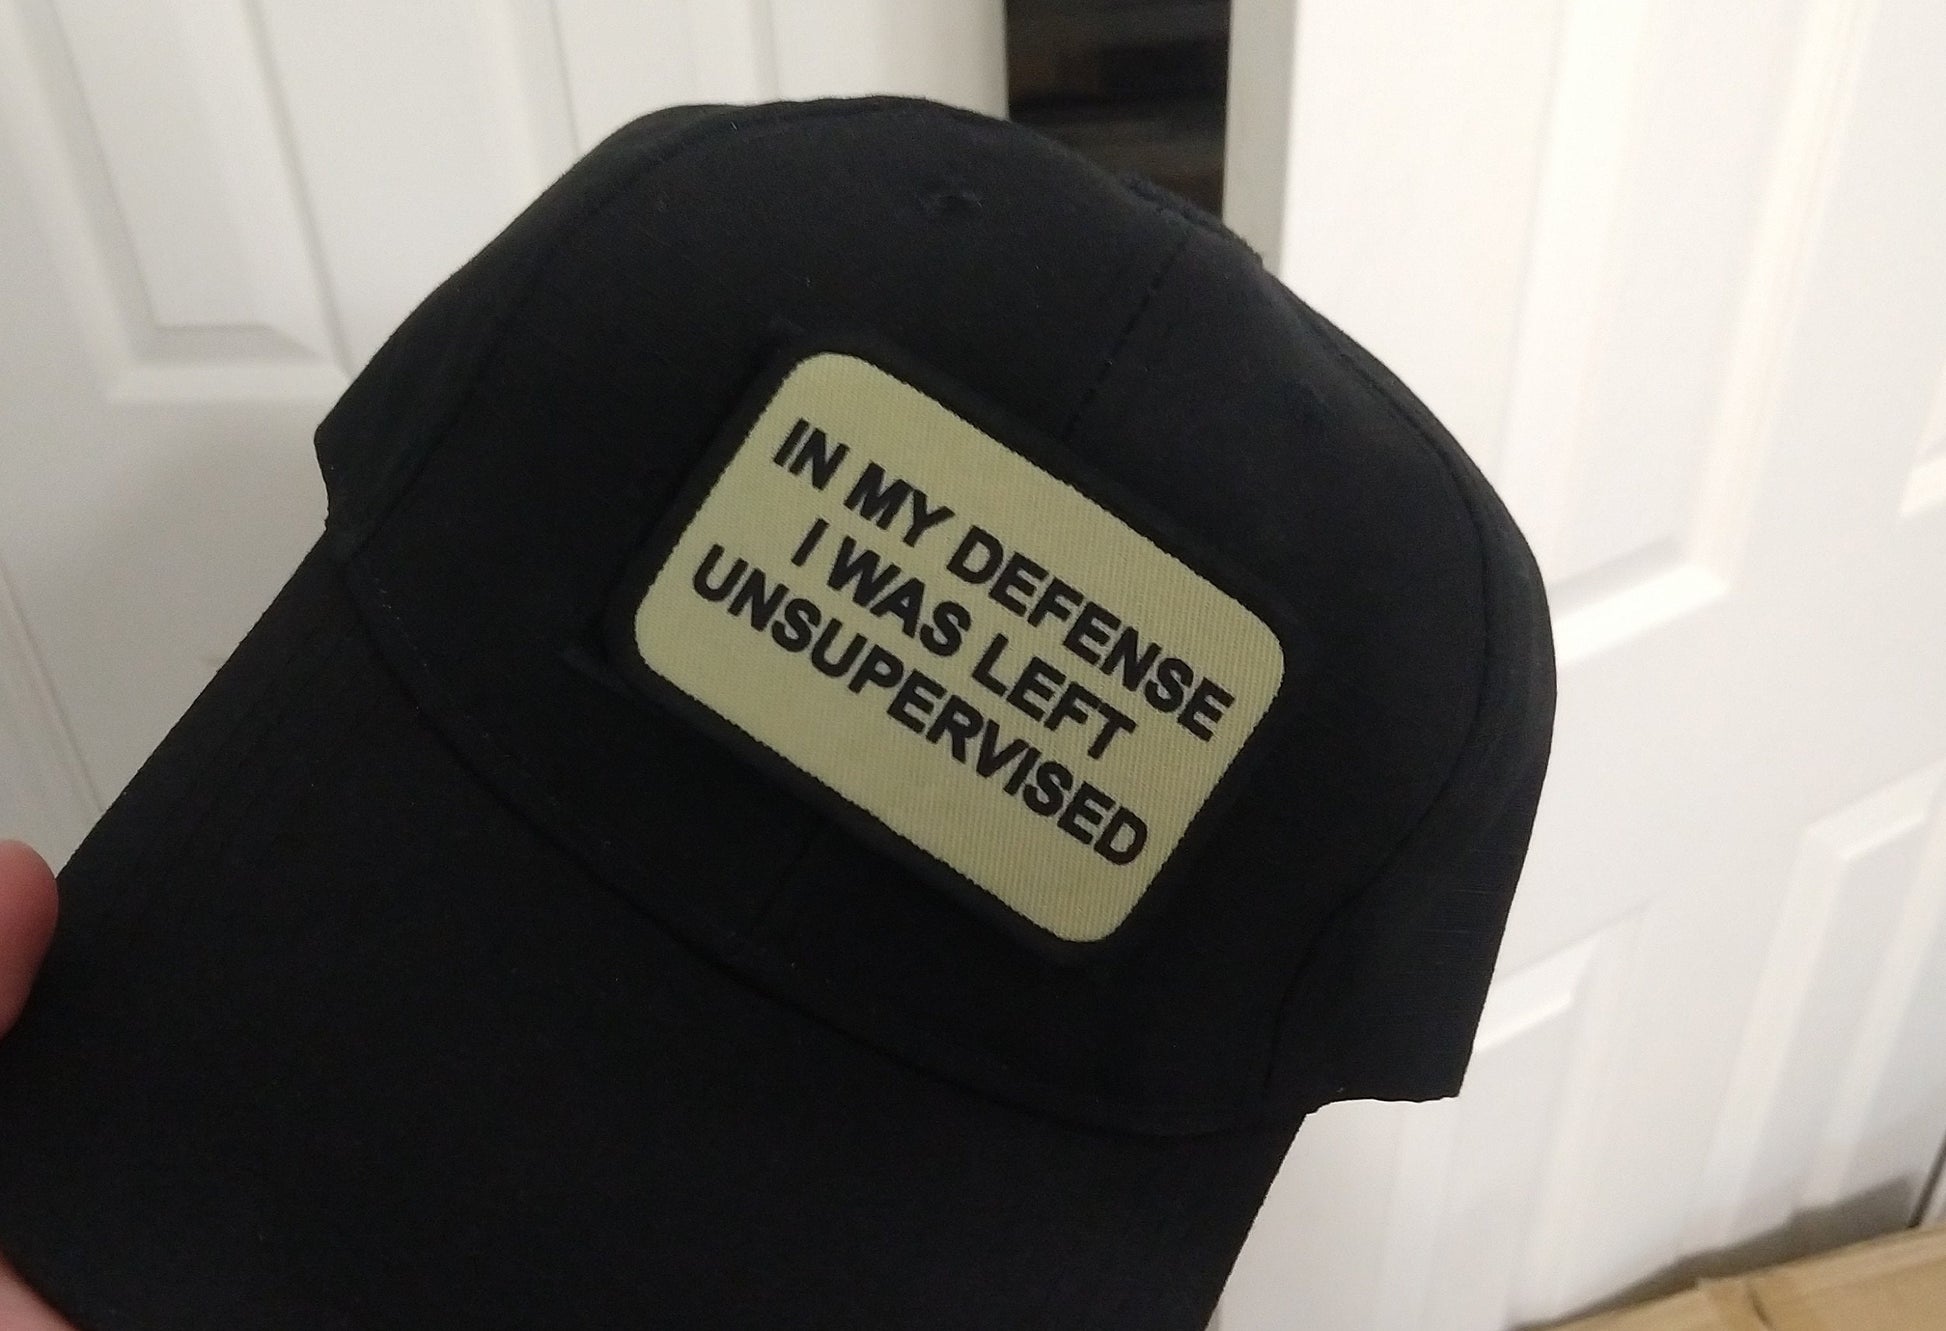 IN MY DEFENSE
I WAS LEFT
UNSUPERVISED